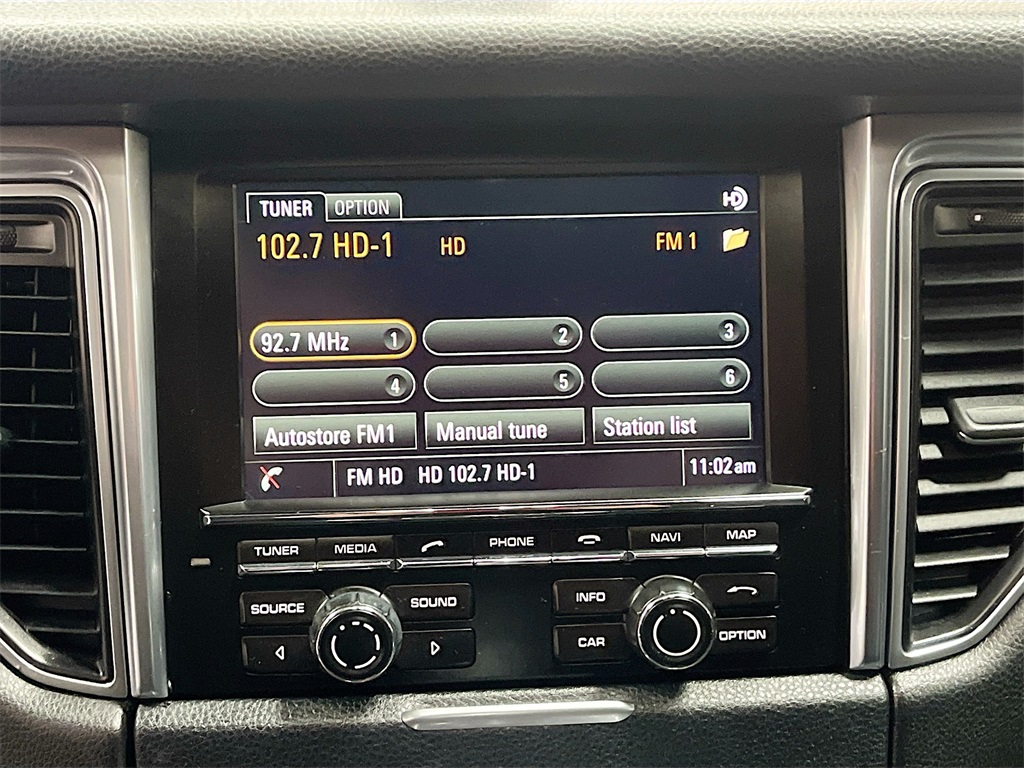 TUNER OPTION HD
102.7 HD-1 HD FM 1
92.7 MHz 1 2 3
4 5 6
Autostore FM1 Manual tune Station list
FM HD HD 102.7 HD-1 11:02am
TUNER MEDIA PHONE NAVI MAP
SOURCE SOUND INFO
CAR OPTION